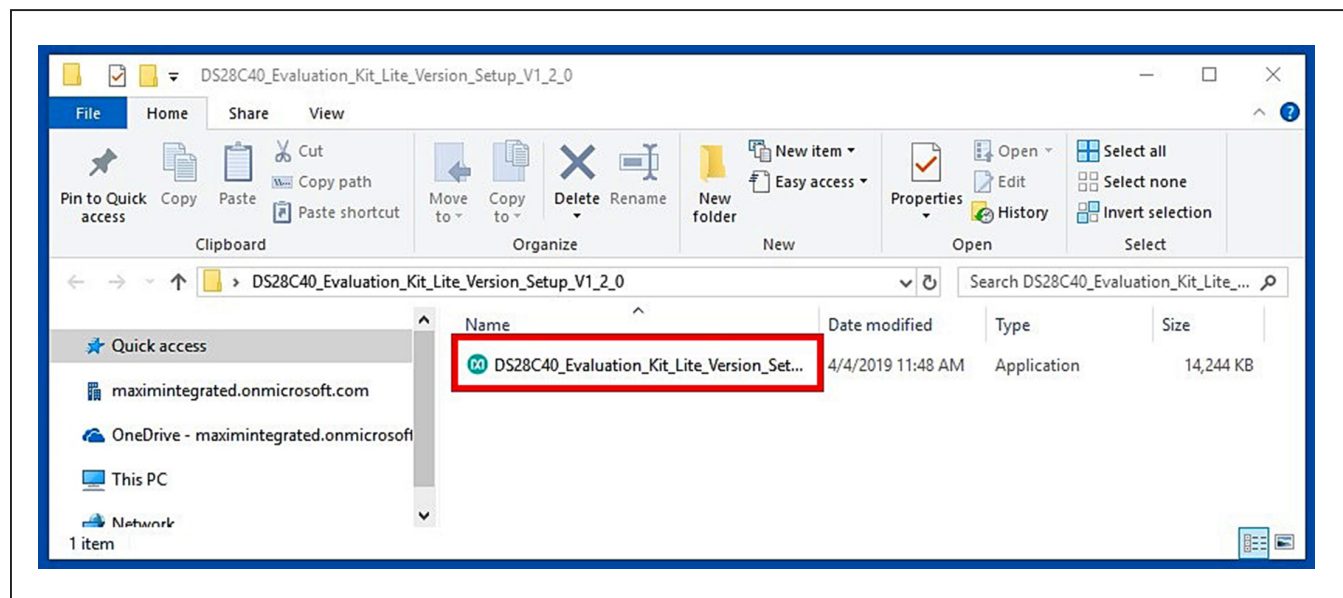 DS28C40_Evaluation_Kit_Lite_Version_Setup_V1_2_0
File Home Share View
Pin to Quick access
Copy
Paste
Cut
Copy path
Paste shortcut
Clipboard
Move to
Copy to
Delete
Rename
Organize
New folder
New item
Easy access
New
Properties
Open
Edit
History
Open
Select all
Select none
Invert selection
Select
DS28C40_Evaluation_Kit_Lite_Version_Setup_V1_2_0
Search DS28C40_Evaluation_Kit_Lite_...
Name Date modified Type Size
DS28C40_Evaluation_Kit_Lite_Version_Set... 4/4/2019 11:48 AM Application 14,244 KB
Quick access
maximintegrated.onmicrosoft.com
OneDrive - maximintegrated.onmicrosoft
This PC
Network
1 item